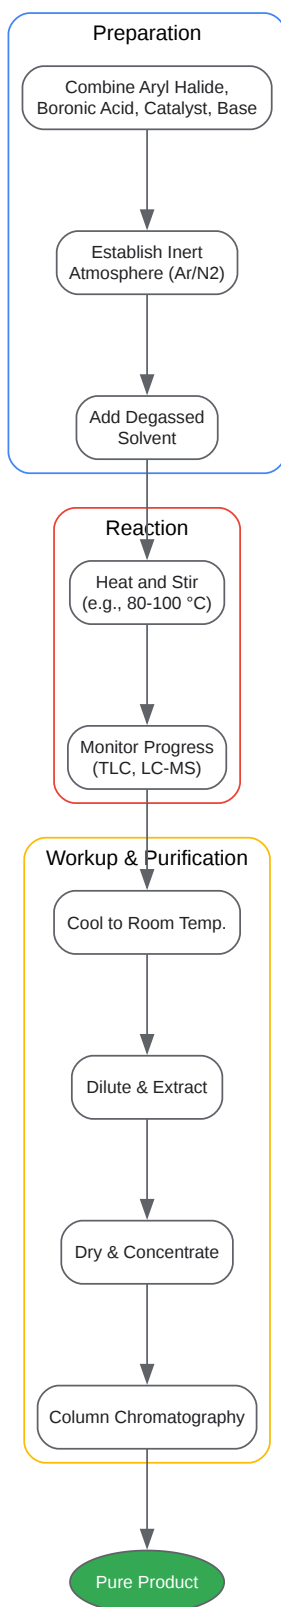 Preparation
Combine Aryl Halide,
Boronic Acid, Catalyst, Base
Establish Inert
Atmosphere (Ar/N2)
Add Degassed
Solvent
Reaction
Heat and Stir
(e.g., 80-100 °C)
Monitor Progress
(TLC, LC-MS)
Workup & Purification
Cool to Room Temp.
Dilute & Extract
Dry & Concentrate
Column Chromatography
Pure Product